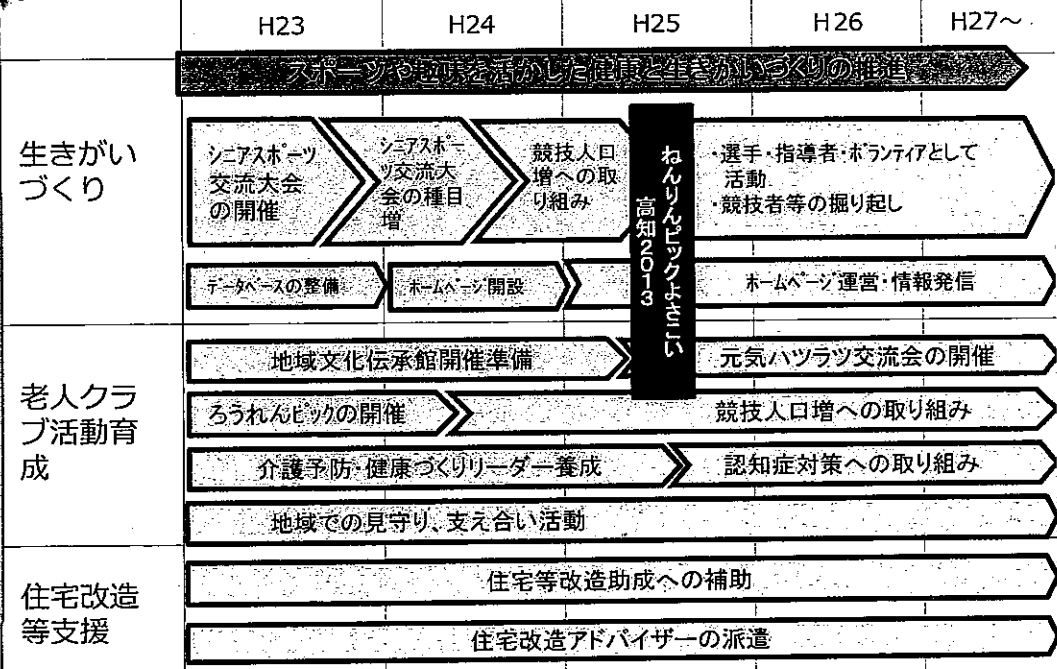 H23 H24 H25 H26 H27～
スポーツや趣味を活かした健康と生きがいづくりの推進
生きがい
づくり
シニアスポーツ
交流大会
の開催
シニアスポー
ツ交流大
会の種目
増
競技人口
増への取
り組み
ねんりんピックよさこい
高知2013
・選手・指導者・ボランティアとして
活動
・競技者等の掘り起し
データベースの整備
ホームページ開設
ホームページ運営・情報発信
老人クラ
ブ活動育
成
地域文化伝承館開催準備
元気ハツラツ交流会の開催
ろうれんピックの開催
競技人口増への取り組み
介護予防・健康づくりリーダー養成
認知症対策への取り組み
地域での見守り、支え合い活動
住宅改造
等支援
住宅等改造助成への補助
住宅改造アドバイザーの派遣